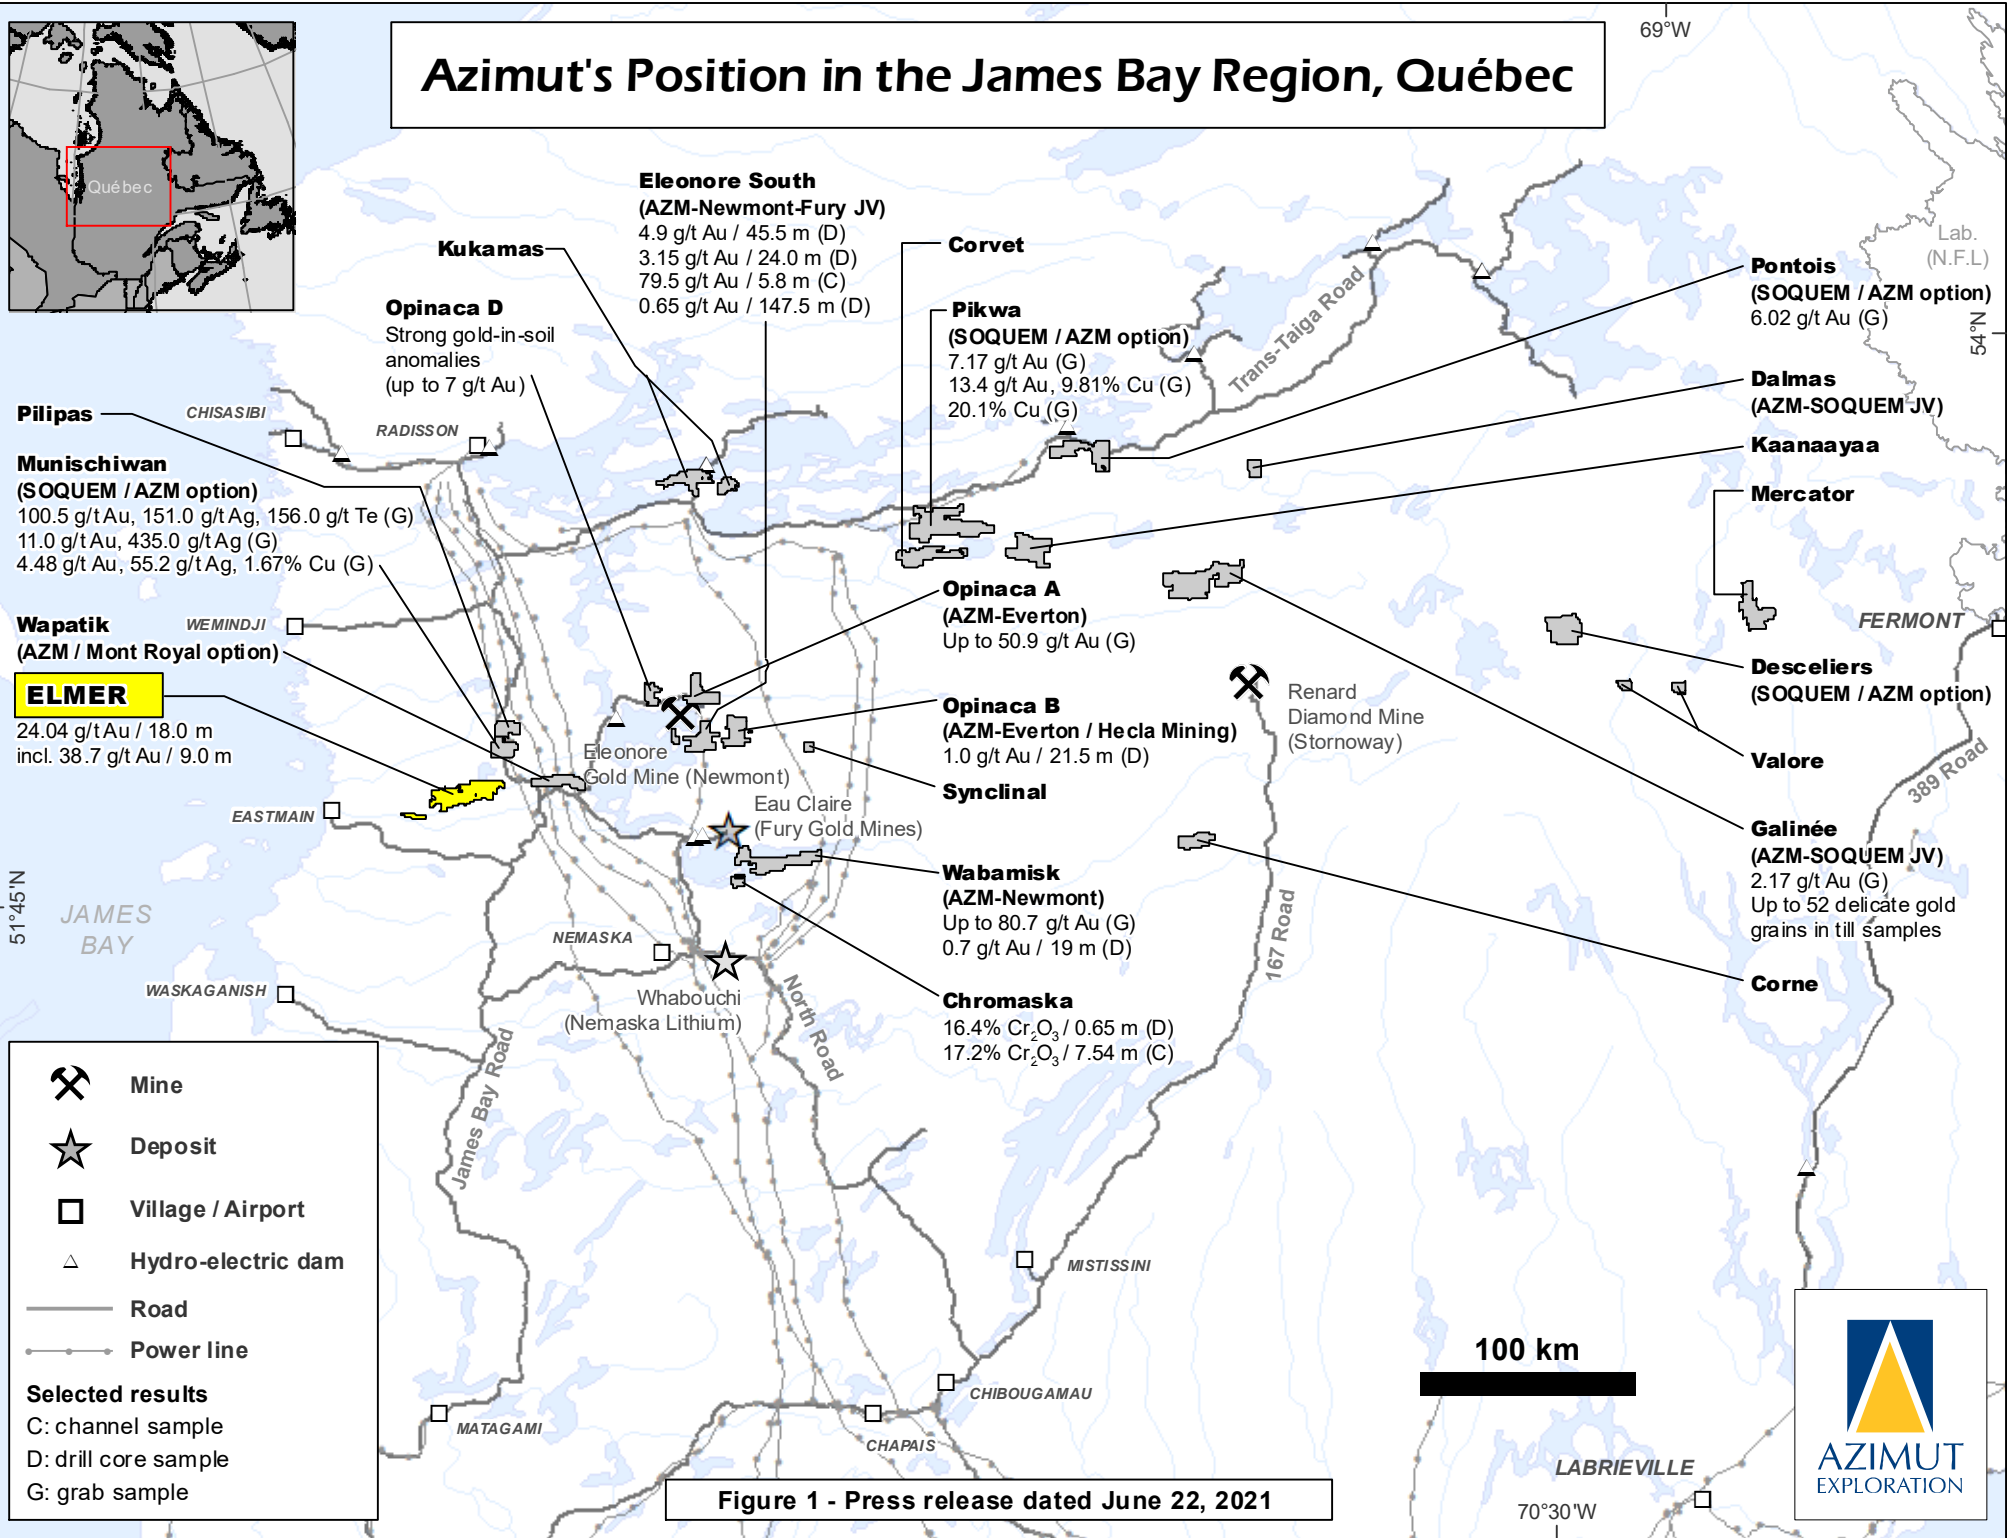 Azimut's Position in the James Bay Region, Québec
69°W
Québec
Lab.
(N.F.L)
54°N
Eleonore South
(AZM-Newmont-Fury JV)
4.9 g/t Au / 45.5 m (D)
3.15 g/t Au / 24.0 m (D)
79.5 g/t Au / 5.8 m (C)
0.65 g/t Au / 147.5 m (D)
Kukamas
Opinaca D
Strong gold-in-soil
anomalies
(up to 7 g/t Au)
Corvet
Pikwa
(SOQUEM / AZM option)
7.17 g/t Au (G)
13.4 g/t Au, 9.81% Cu (G)
20.1% Cu (G)
Trans-Taiga Road
Pontois
(SOQUEM / AZM option)
6.02 g/t Au (G)
Dalmas
(AZM-SOQUEM JV)
Kaanaayaa
Mercator
FERMONT
Desceliers
(SOQUEM / AZM option)
Valore
389 Road
Galinée
(AZM-SOQUEM JV)
2.17 g/t Au (G)
Up to 52 delicate gold
grains in till samples
Corne
Pilipas
CHISASIBI
RADISSON
Munischiwan
(SOQUEM / AZM option)
100.5 g/t Au, 151.0 g/t Ag, 156.0 g/t Te (G)
11.0 g/t Au, 435.0 g/t Ag (G)
4.48 g/t Au, 55.2 g/t Ag, 1.67% Cu (G)
Wapatik
(AZM / Mont Royal option)
WEMINDJI
ELMER
24.04 g/t Au / 18.0 m
incl. 38.7 g/t Au / 9.0 m
EASTMAIN
51°45'N
JAMES
BAY
WASKAGANISH
Opinaca A
(AZM-Everton)
Up to 50.9 g/t Au (G)
Opinaca B
(AZM-Everton / Hecla Mining)
1.0 g/t Au / 21.5 m (D)
Synclinal
Eleonore
Gold Mine (Newmont)
Eau Claire
(Fury Gold Mines)
Renard
Diamond Mine
(Stornoway)
Wabamisk
(AZM-Newmont)
Up to 80.7 g/t Au (G)
0.7 g/t Au / 19 m (D)
NEMASKA
Whabouchi
(Nemaska Lithium)
Chromaska
16.4% Cr₂O₃ / 0.65 m (D)
17.2% Cr₂O₃ / 7.54 m (C)
North Road
167 Road
James Bay Road
Mine
Deposit
Village / Airport
Hydro-electric dam
Road
Power line
Selected results
C: channel sample
D: drill core sample
G: grab sample
MISTISSINI
CHIBOUGAMAU
MATAGAMI
CHAPAIS
100 km
LABRIEVILLE
70°30'W
Figure 1 - Press release dated June 22, 2021
AZIMUT
EXPLORATION